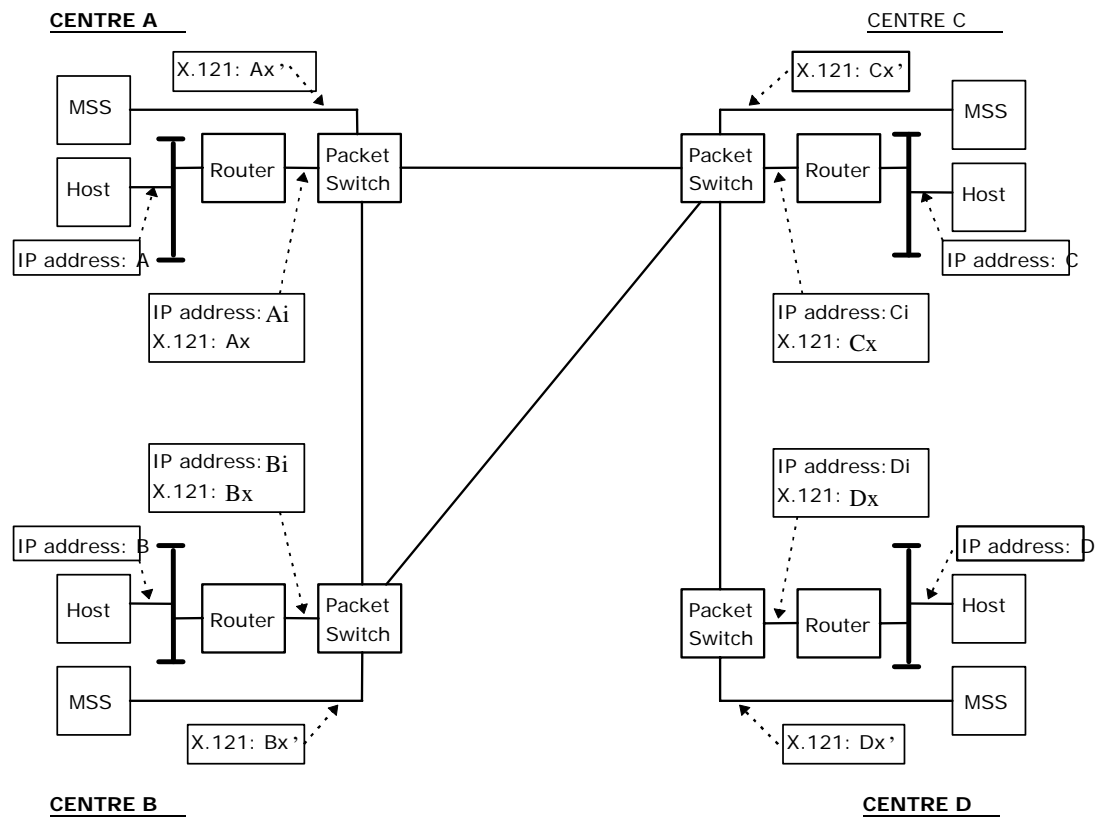 CENTRE A
CENTRE C
X.121: Ax’
X.121: Cx’
MSS
MSS
Packet
Switch
Packet
Switch
Router
Router
Host
Host
IP address: A
IP address: C
IP address: Ai
X.121: Ax
IP address: Ci
X.121: Cx
IP address: Bi
X.121: Bx
IP address: Di
X.121: Dx
IP address: B
IP address: D
Host
Router
Packet
Switch
Packet
Switch
Router
Host
MSS
MSS
X.121: Bx’
X.121: Dx’
CENTRE B
CENTRE D